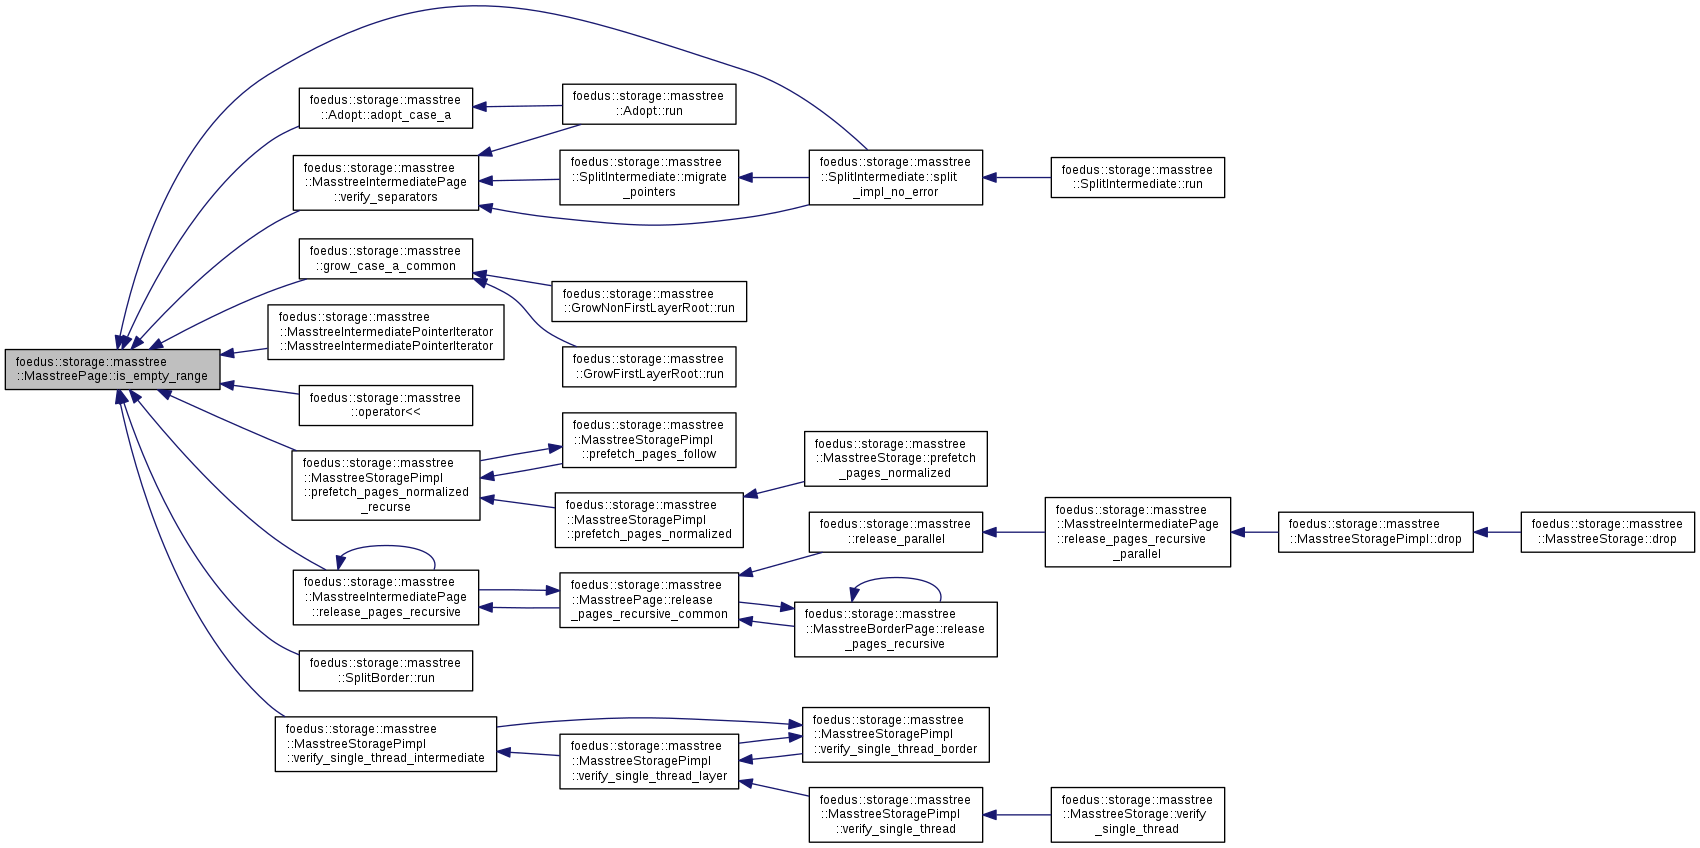 foedus::storage::masstree
::MasstreePage::is_empty_range
foedus::storage::masstree
::Adopt::adopt_case_a
foedus::storage::masstree
::Adopt::run
foedus::storage::masstree
::MasstreeIntermediatePage
::verify_separators
foedus::storage::masstree
::SplitIntermediate::migrate
_pointers
foedus::storage::masstree
::SplitIntermediate::split
_impl_no_error
foedus::storage::masstree
::SplitIntermediate::run
foedus::storage::masstree
::grow_case_a_common
foedus::storage::masstree
::GrowNonFirstLayerRoot::run
foedus::storage::masstree
::GrowFirstLayerRoot::run
foedus::storage::masstree
::MasstreeIntermediatePointerIterator
::MasstreeIntermediatePointerIterator
foedus::storage::masstree
::operator<<
foedus::storage::masstree
::MasstreeStoragePimpl
::prefetch_pages_normalized
_recurse
foedus::storage::masstree
::MasstreeStoragePimpl
::prefetch_pages_follow
foedus::storage::masstree
::MasstreeStoragePimpl
::prefetch_pages_normalized
foedus::storage::masstree
::MasstreeStorage::prefetch
_pages_normalized
foedus::storage::masstree
::MasstreeIntermediatePage
::release_pages_recursive
foedus::storage::masstree
::MasstreePage::release
_pages_recursive_common
foedus::storage::masstree
::release_parallel
foedus::storage::masstree
::MasstreeIntermediatePage
::release_pages_recursive
_parallel
foedus::storage::masstree
::MasstreeStoragePimpl::drop
foedus::storage::masstree
::MasstreeStorage::drop
foedus::storage::masstree
::MasstreeBorderPage::release
_pages_recursive
foedus::storage::masstree
::SplitBorder::run
foedus::storage::masstree
::MasstreeStoragePimpl
::verify_single_thread_intermediate
foedus::storage::masstree
::MasstreeStoragePimpl
::verify_single_thread_layer
foedus::storage::masstree
::MasstreeStoragePimpl
::verify_single_thread_border
foedus::storage::masstree
::MasstreeStoragePimpl
::verify_single_thread
foedus::storage::masstree
::MasstreeStorage::verify
_single_thread